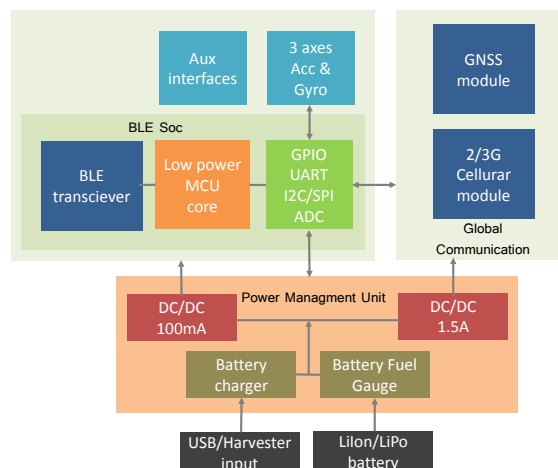 Aux
interfaces
3 axes
Acc &
Gyro
GNSS
module
BLE Soc
BLE
transciever
Low power
MCU
core
GPIO
UART
I2C/SPI
ADC
2/3G
Cellurar
module
Global
Communication
Power Managment Unit
DC/DC
100mA
DC/DC
1.5A
Battery
charger
Battery Fuel
Gauge
USB/Harvester
input
LiIon/LiPo
battery